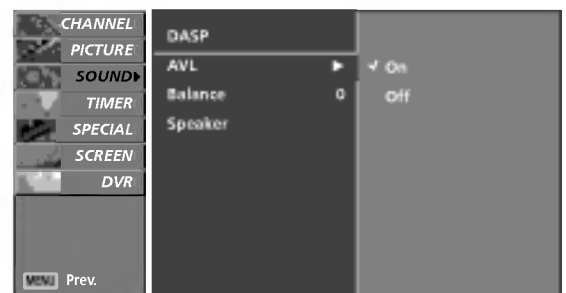 CHANNEL
PICTURE
SOUND
TIMER
SPECIAL
SCREEN
DVR
MENU Prev.
DASP
AVL
Balance 0
Speaker
On
Off